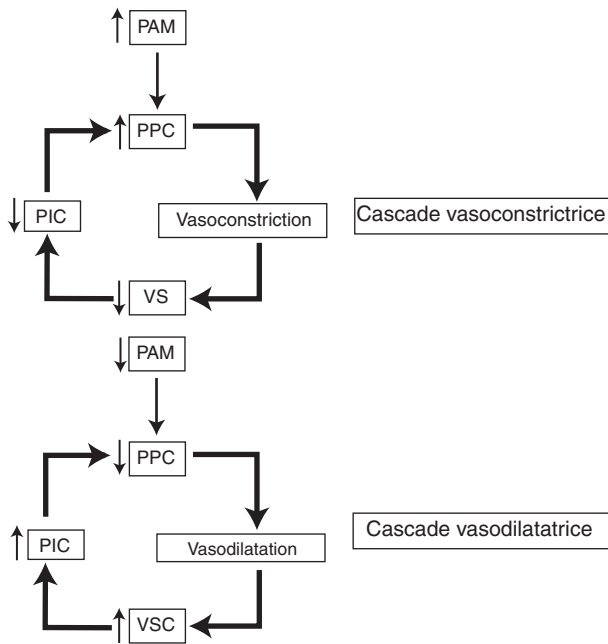 PAM
PPC
PIC
Vasoconstriction
Cascade vasoconstrictrice
VS
PAM
PPC
PIC
Vasodilatation
Cascade vasodilatatrice
VSC